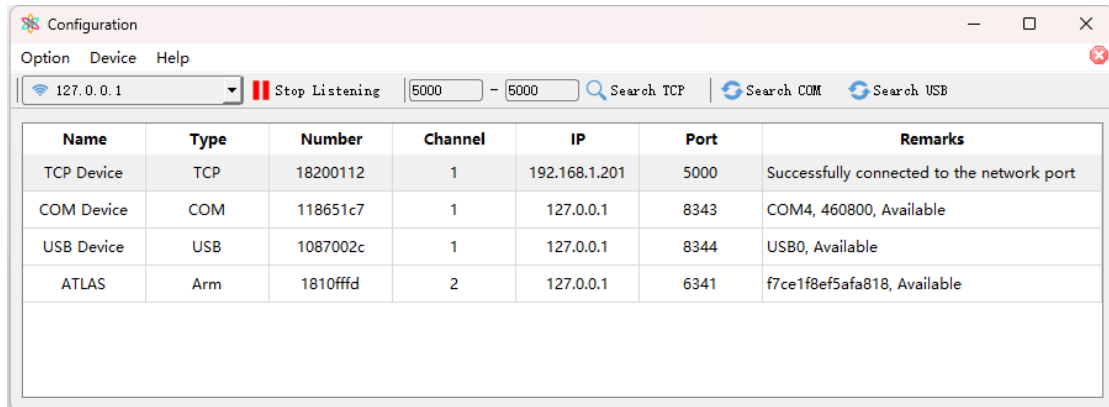 Configuration
Option Device Help
127.0.0.1 Stop Listening 5000 - 5000 Search TCP Search COM Search USB
Name Type Number Channel IP Port Remarks
TCP Device TCP 18200112 1 192.168.1.201 5000 Successfully connected to the network port
COM Device COM 118651c7 1 127.0.0.1 8343 COM4, 460800, Available
USB Device USB 1087002c 1 127.0.0.1 8344 USB0, Available
ATLAS Arm 1810fffd 2 127.0.0.1 6341 f7ce1f8ef5afa818, Available